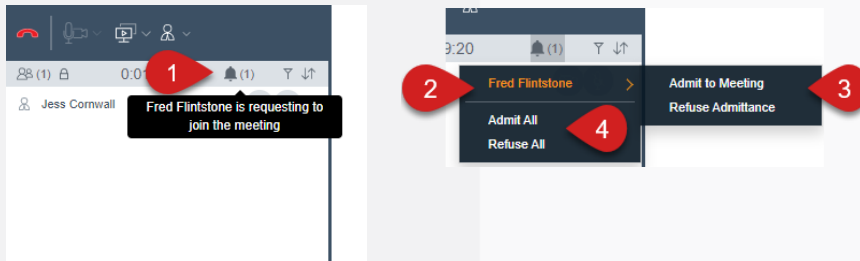 (1)
0:01
(1)
1
Jess Cornwall
Fred Flintstone is requesting to
join the meeting
9:20
(1)
2
Fred Flintstone
Admit All
Refuse All
4
Admit to Meeting
Refuse Admittance
3